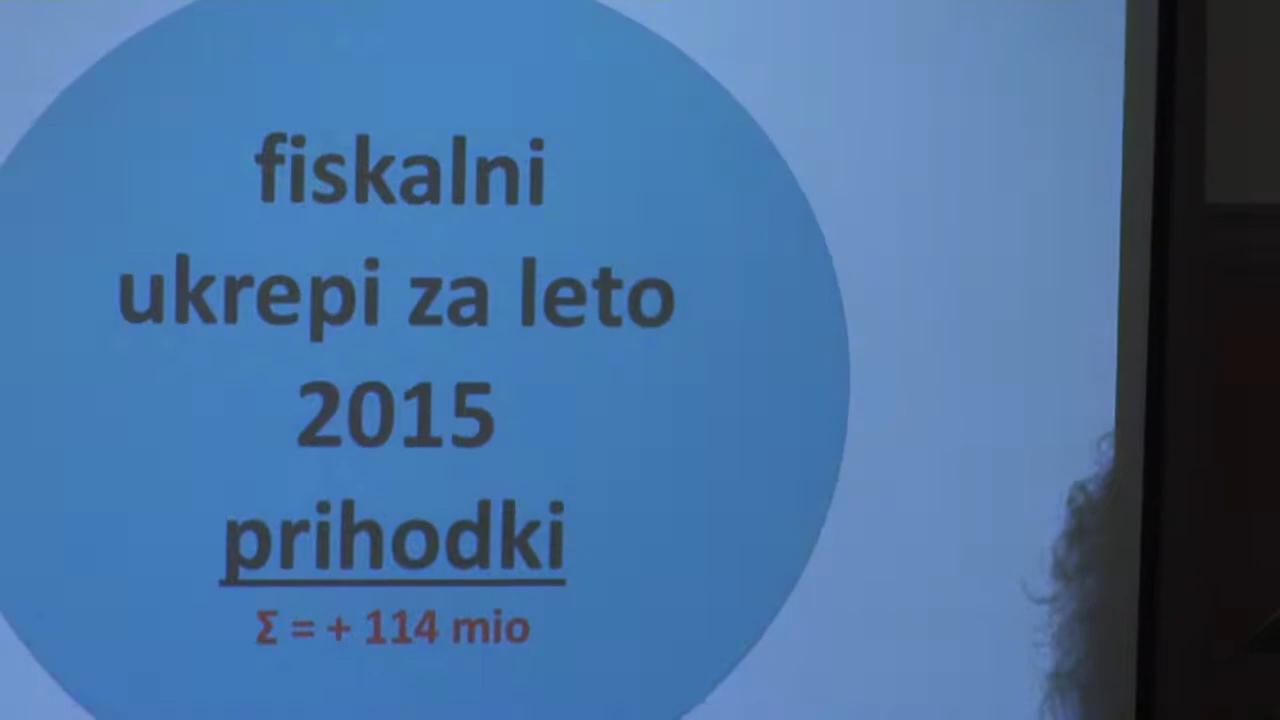 fiskalni
ukrepi za leto
2015
prihodki
Σ = + 114 mio